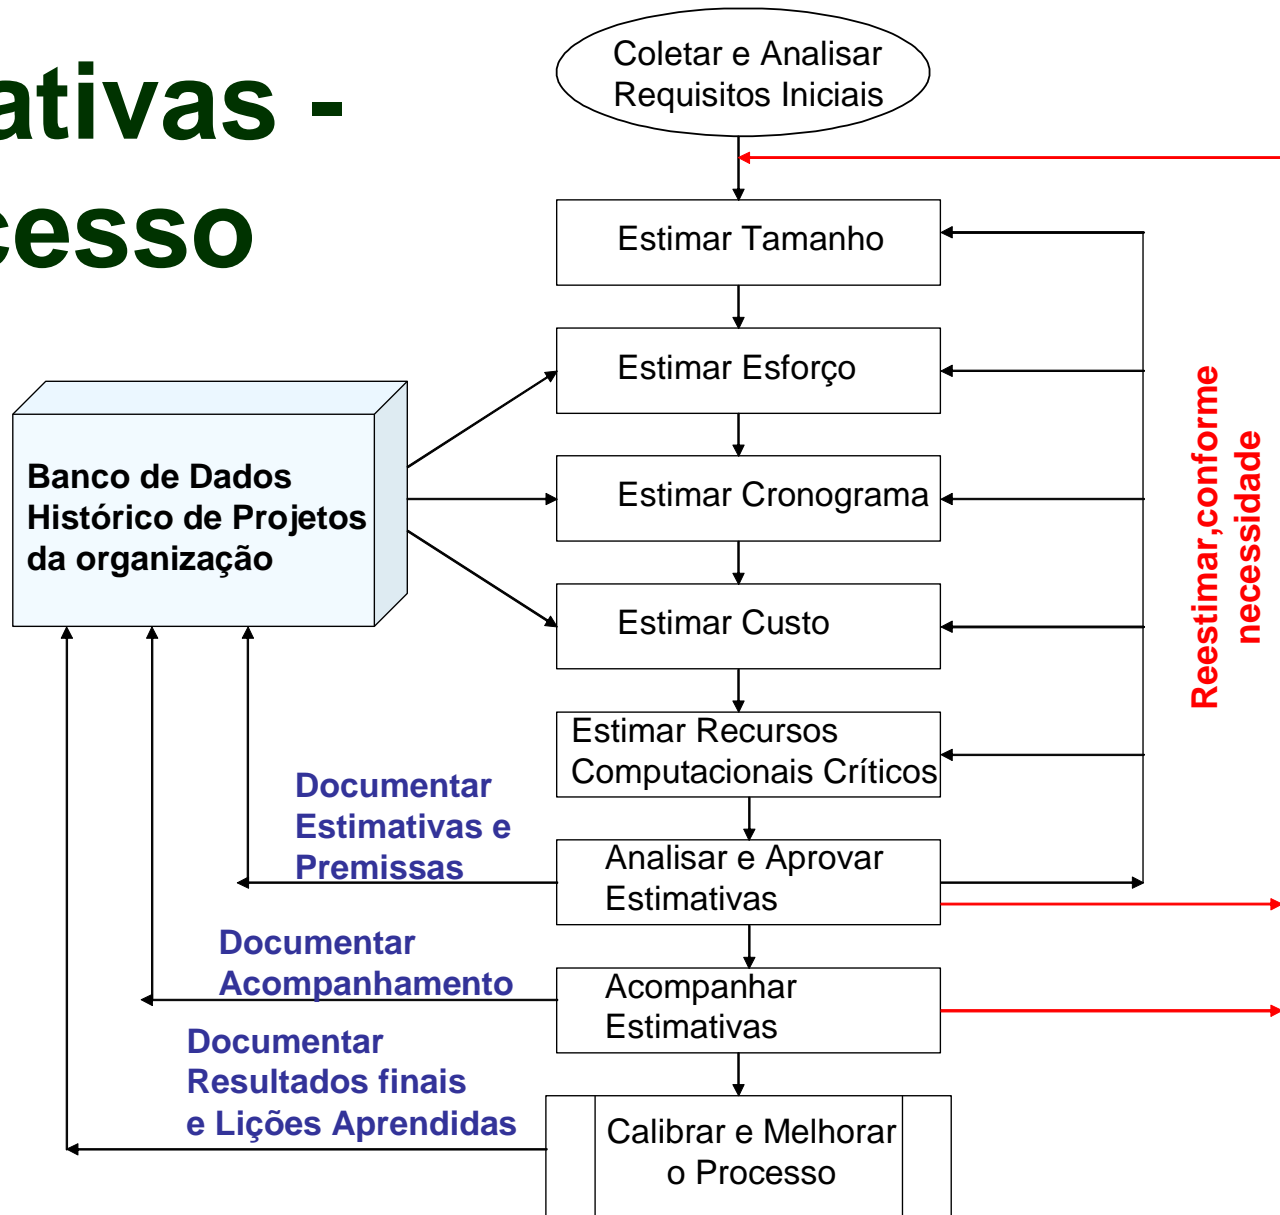 ativas -
cesso
Coletar e Analisar
Requisitos Iniciais
Estimar Tamanho
Estimar Esforço
Estimar Cronograma
Estimar Custo
Estimar Recursos
Computacionais Críticos
Analisar e Aprovar
Estimativas
Acompanhar
Estimativas
Calibrar e Melhorar
o Processo
Banco de Dados
Histórico de Projetos
da organização
Documentar
Estimativas e
Premissas
Documentar
Acompanhamento
Documentar
Resultados finais
e Lições Aprendidas
Reestimar,conforme
necessidade